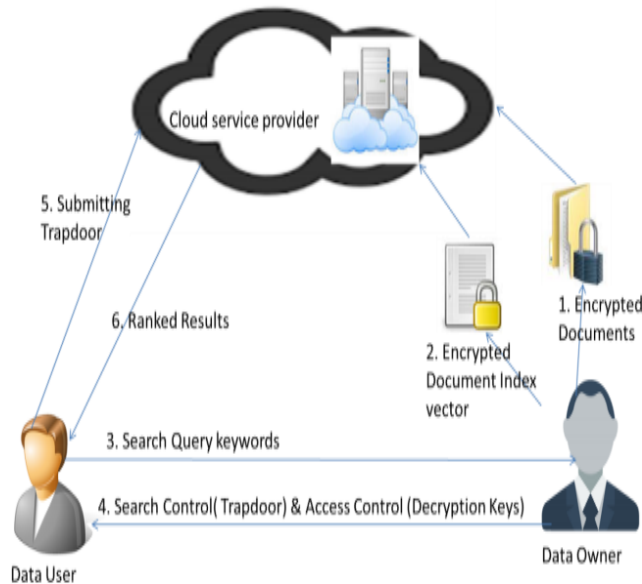 Cloud service provider
5. Submitting
Trapdoor
6. Ranked Results
1. Encrypted
Documents
2. Encrypted
Document Index
vector
3. Search Query keywords
4. Search Control( Trapdoor) & Access Control (Decryption Keys)
Data User
Data Owner